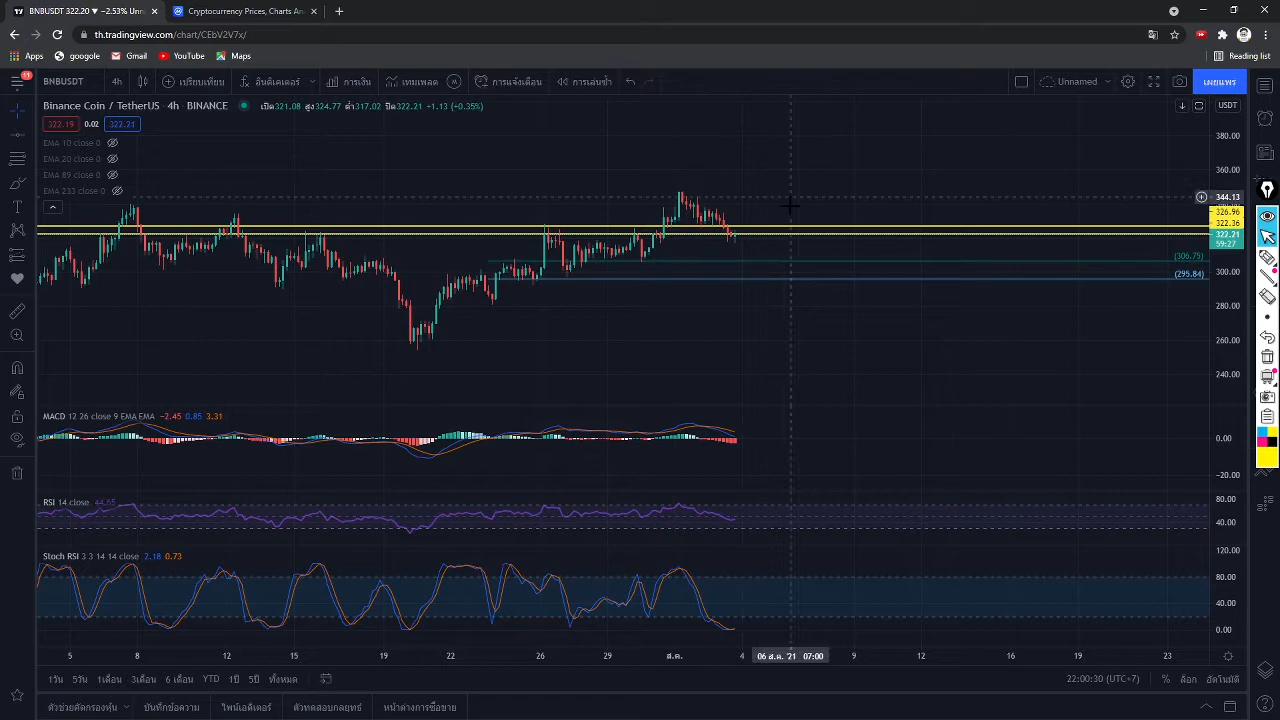 BNBUSDT 322.20 ▼ −2.53% Unn
Cryptocurrency Prices, Charts An
th.tradingview.com/chart/CEbV2V7x/
Apps google Gmail YouTube Maps Reading list
11
BNBUSDT 4h เปรียบเทียบ อินดิเคเตอร์ การเงิน เทมเพลต การแจ้งเตือน การเล่นซ้ำ Unnamed เผยแพร่
Binance Coin / TetherUS · 4h · BINANCE เปิด321.08 สูง324.77 ต่ำ317.02 ปิด322.21 +1.13 (+0.35%) USDT
322.19 0.02 322.21
EMA 10 close 0
EMA 20 close 0
EMA 89 close 0
EMA 233 close 0
380.00
360.00
344.13
326.96
322.36
322.21
59:27
(306.75)
(295.84)
300.00
280.00
260.00
240.00
MACD 12 26 close 9 EMA EMA −2.45 0.85 3.31
0.00
−20.00
RSI 14 close 44.65
80.00
40.00
Stoch RSI 3 3 14 14 close 2.18 0.73
120.00
80.00
40.00
0.00
5 8 12 15 19 22 26 29 ส.ค. 4 06 ส.ค. '21 07:00 9 12 16 19 23
1วัน 5วัน 1เดือน 3เดือน 6 เดือน YTD 1ปี 5ปี ทั้งหมด 22:00:30 (UTC+7) % ล็อก อัตโนมัติ
ตัวช่วยคัดกรองหุ้น บันทึกข้อความ ไพน์เอดิเตอร์ ตัวทดสอบกลยุทธ์ หน้าต่างการซื้อขาย